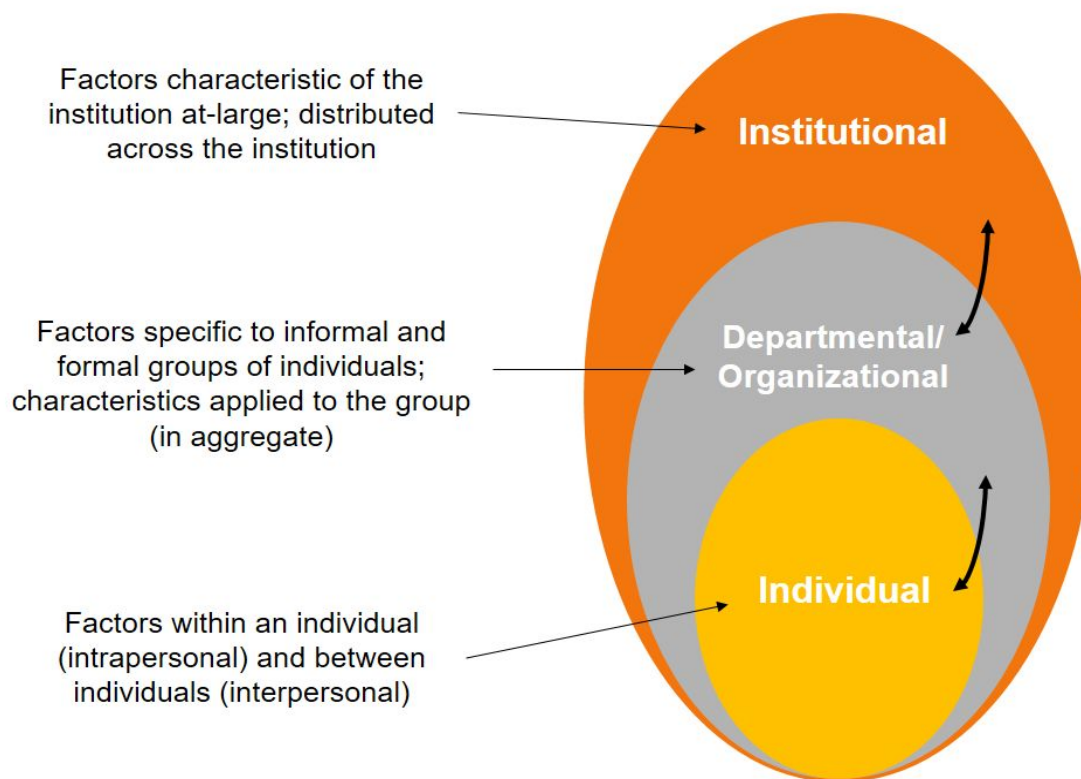 Factors characteristic of the
institution at-large; distributed
across the institution
Institutional
Factors specific to informal and
formal groups of individuals;
characteristics applied to the group
(in aggregate)
Departmental/
Organizational
Factors within an individual
(intrapersonal) and between
individuals (interpersonal)
Individual